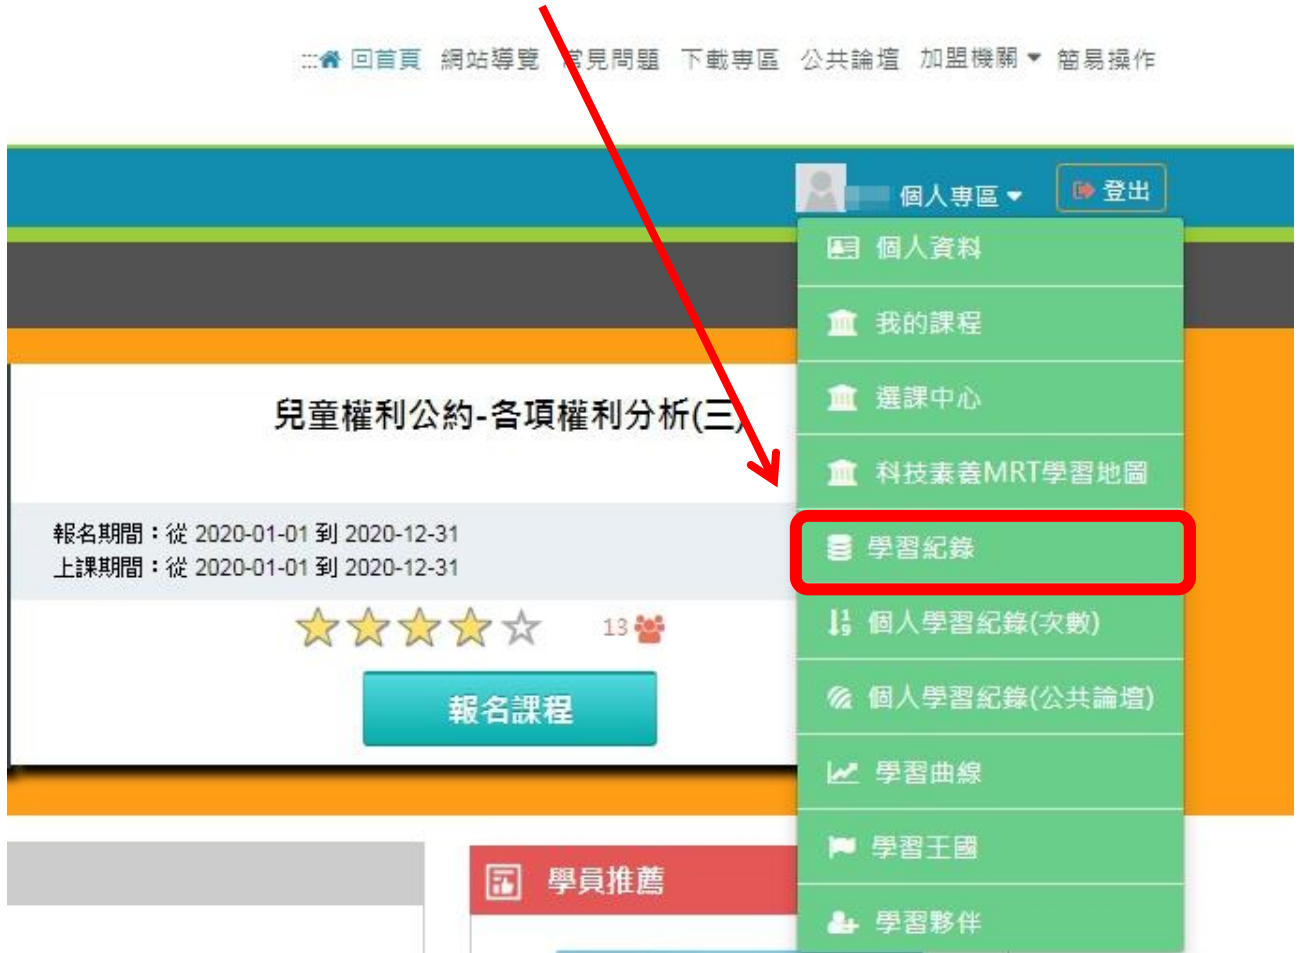 :::回首頁 網站導覽 常見問題 下載專區 公共論壇 加盟機關 簡易操作
個人專區 登出
個人資料
我的課程
選課中心
科技素養MRT學習地圖
學習紀錄
個人學習紀錄(次數)
個人學習紀錄(公共論壇)
學習曲線
學習王國
學習夥伴
兒童權利公約-各項權利分析(三)
報名期間：從 2020-01-01 到 2020-12-31
上課期間：從 2020-01-01 到 2020-12-31
13
報名課程
學員推薦